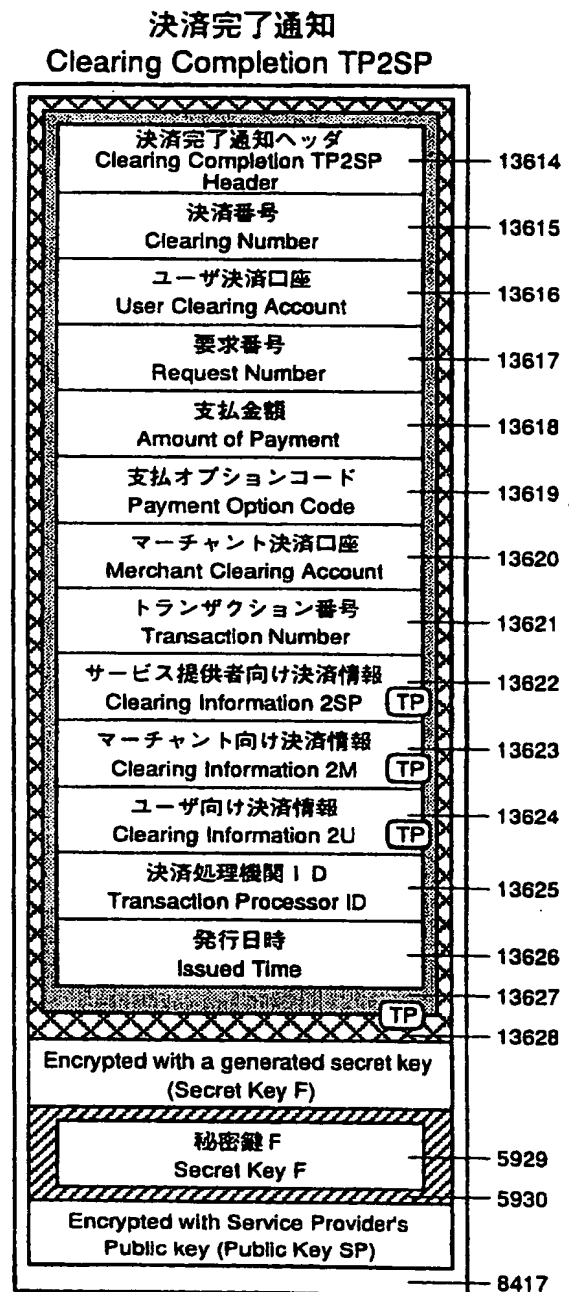 決済完了通知
Clearing Completion TP2SP
決済完了通知ヘッダ
Clearing Completion TP2SP
Header
13614
決済番号
Clearing Number
13615
ユーザ決済口座
User Clearing Account
13616
要求番号
Request Number
13617
支払金額
Amount of Payment
13618
支払オプションコード
Payment Option Code
13619
マーチャント決済口座
Merchant Clearing Account
13620
トランザクション番号
Transaction Number
13621
サービス提供者向け決済情報
Clearing Information 2SP
TP
13622
マーチャント向け決済情報
Clearing Information 2M
TP
13623
ユーザ向け決済情報
Clearing Information 2U
TP
13624
決済処理機関ID
Transaction Processor ID
13625
発行日時
Issued Time
13626
13627
TP
13628
Encrypted with a generated secret key
(Secret Key F)
秘密鍵F
Secret Key F
5929
5930
Encrypted with Service Provider's
Public key (Public Key SP)
8417